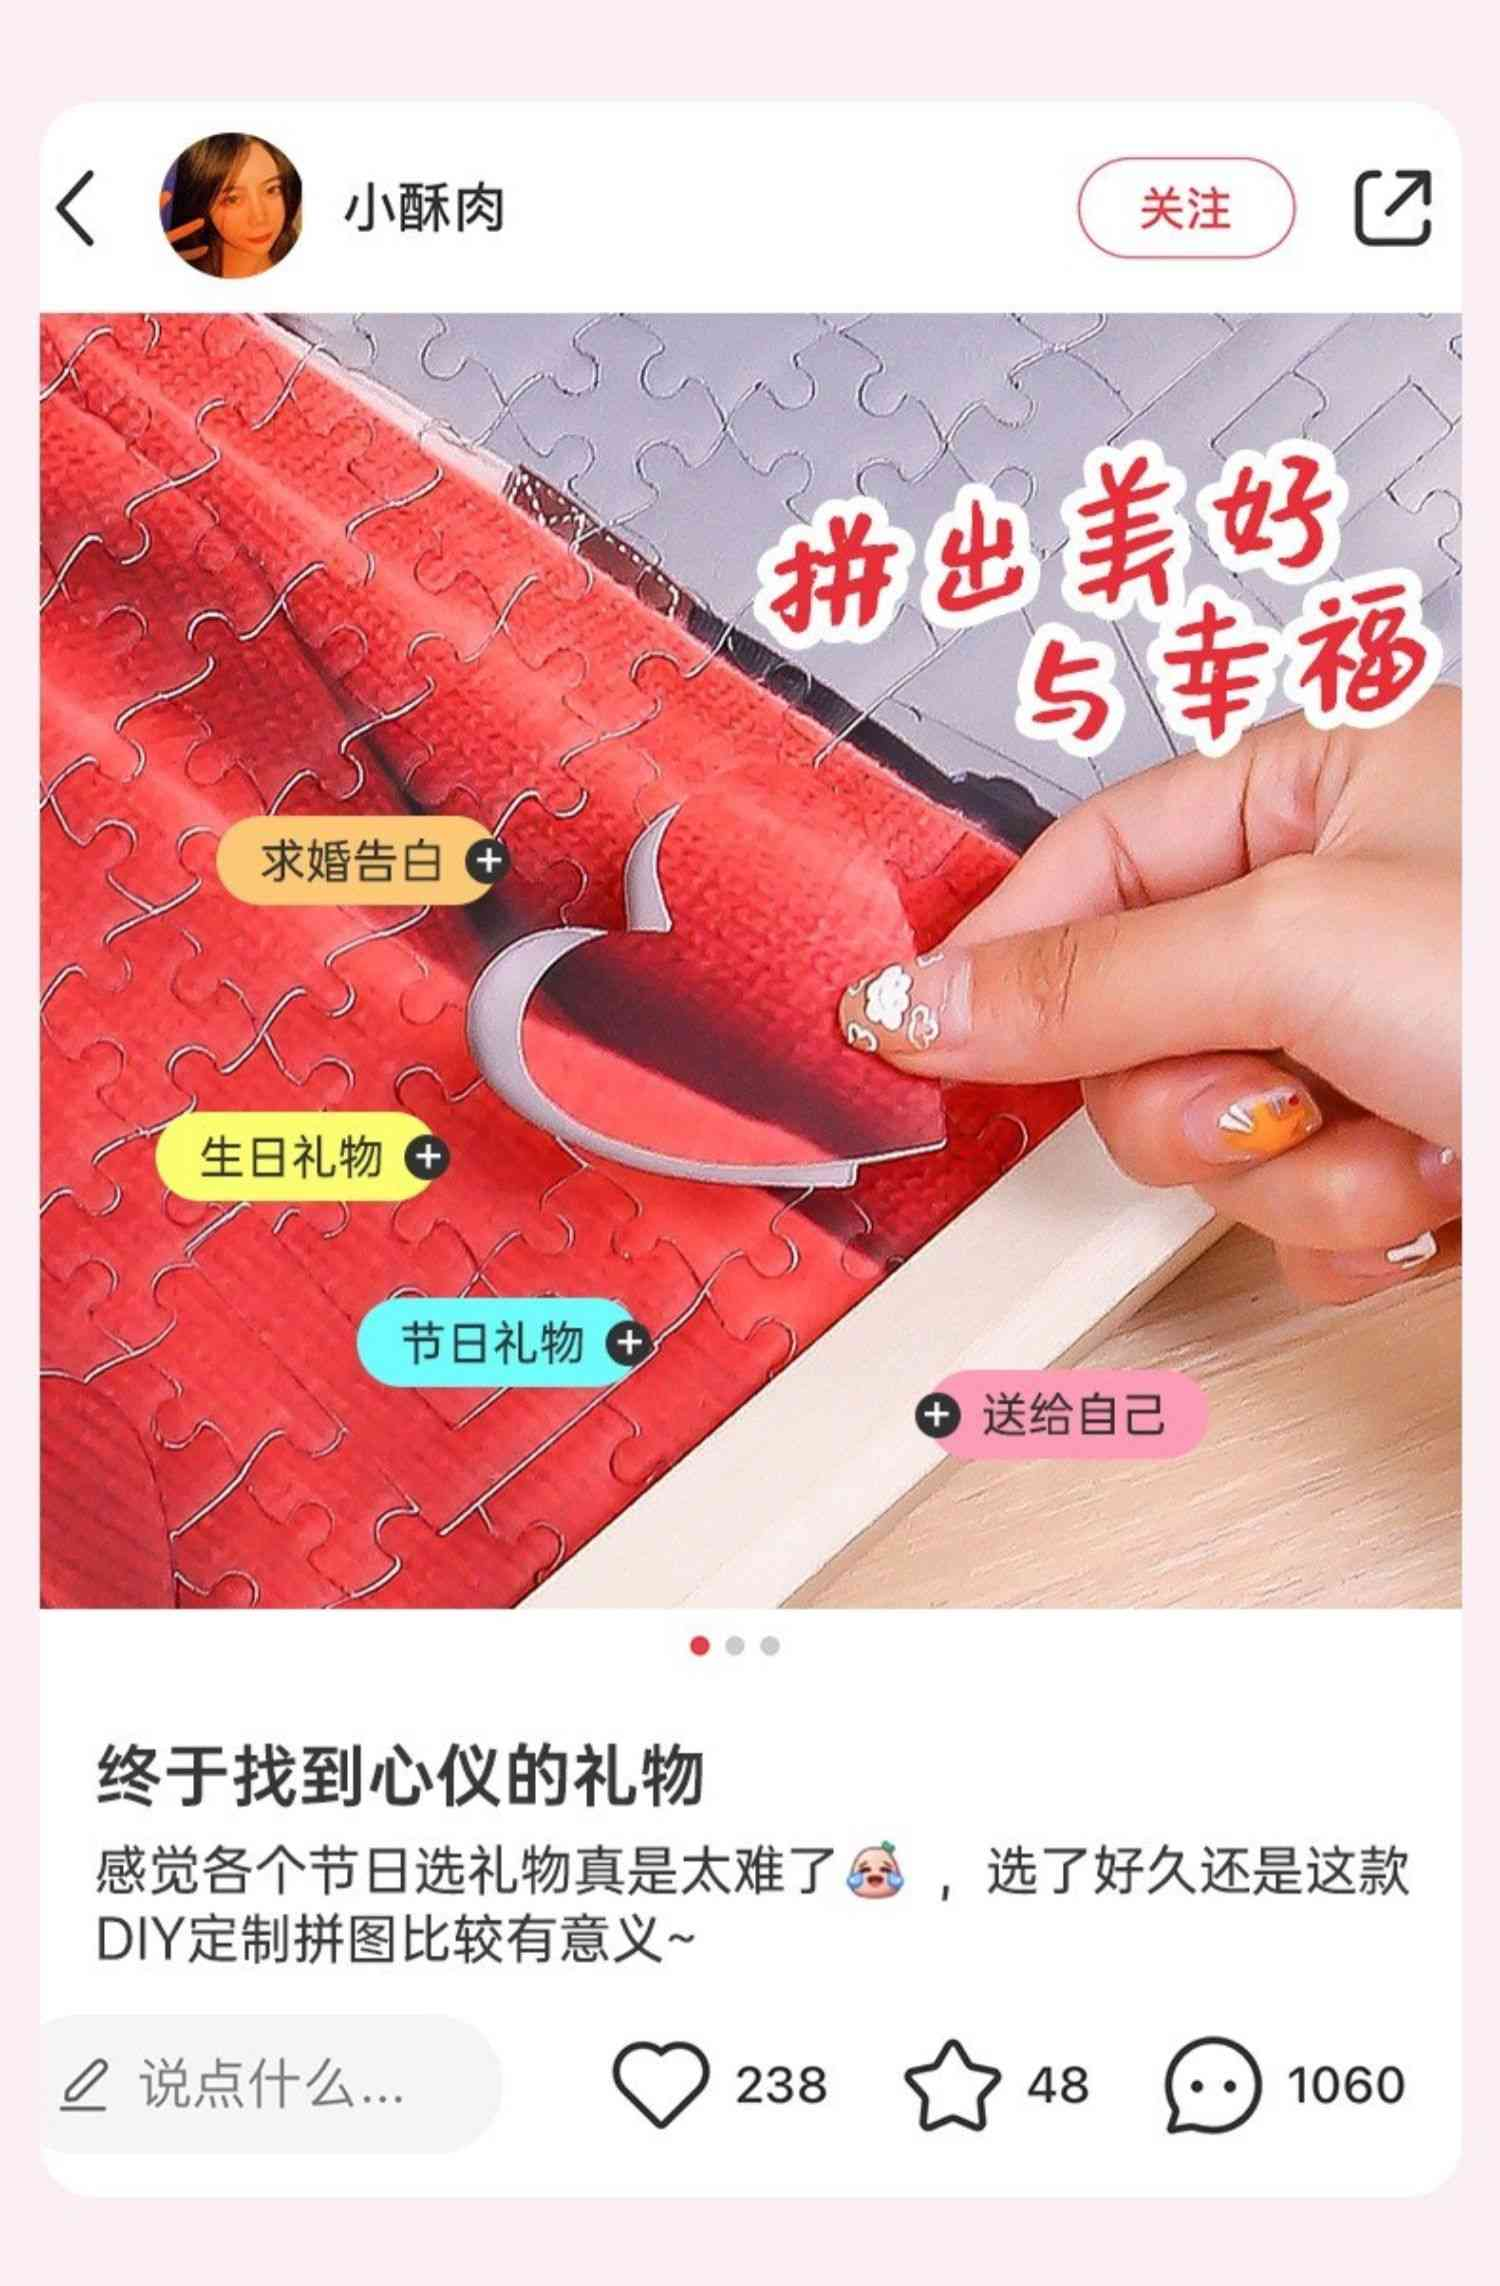 小酥肉
关注
拼出美好
与幸福
求婚告白
生日礼物
节日礼物
送给自己
终于找到心仪的礼物
感觉各个节日选礼物真是太难了，选了好久还是这款
DIY定制拼图比较有意义~
说点什么...
238
48
1060